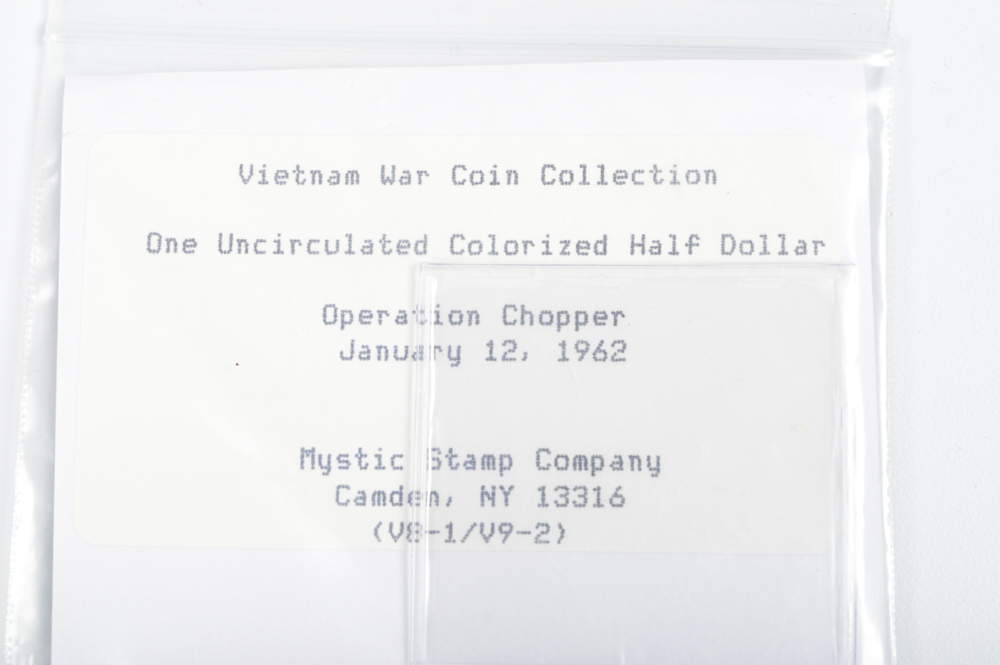 Vietnam War Coin Collection
One Uncirculated Colorized Half Dollar
Operation Chopper
January 12, 1962
Mystic Stamp Company
Camden, NY 13316
(V8-1/V9-2)